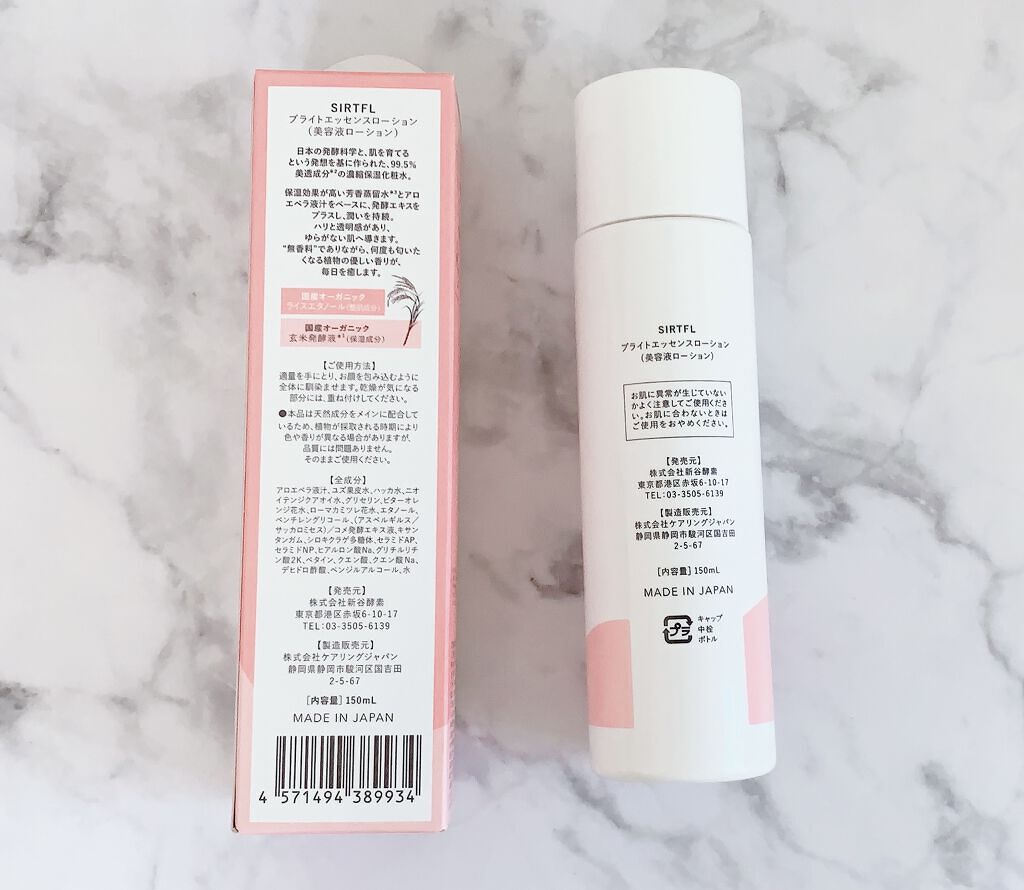 SIRTFL
ブライトエッセンスローション
（美容液ローション）
日本の発酵科学と、肌を育てる
という発想を基に作られた、99.5%
美透成分*²の濃縮保湿化粧水。
保湿効果が高い芳香蒸留水*³とアロ
エベラ液汁をベースに、発酵エキスを
プラスし、潤いを持続。
ハリと透明感があり、
ゆらがない肌へ導きます。
“無香料”でありながら、何度も匂いた
くなる植物の優しい香りが、
毎日を癒します。
国産オーガニック
ライスエタノール（整肌成分）
国産オーガニック
玄米発酵液*¹（保湿成分）
【ご使用方法】
適量を手にとり、お顔を包み込むように
全体に馴染ませます。乾燥が気になる
部分には、重ね付けしてください。
●本品は天然成分をメインに配合して
いるため、植物が採取される時期により
色や香りが異なる場合がありますが、
品質には問題ありません。
そのままご使用ください。
【全成分】
アロエベラ液汁、ユズ果皮水、ハッカ水、ニオ
イテンジクアオイ水、グリセリン、ビターオレ
ンジ花水、ローマカミツレ花水、エタノール、
ペンチレングリコール、（アスペルギルス／
サッカロミセス）／コメ発酵エキス液、キサン
タンガム、シロキクラゲ多糖体、セラミドAP、
セラミドNP、ヒアルロン酸Na、グリチルリチ
ン酸2K、ベタイン、クエン酸、クエン酸Na、
デヒドロ酢酸、ベンジルアルコール、水
【発売元】
株式会社新谷酵素
東京都港区赤坂6-10-17
TEL:03-3505-6139
【製造販売元】
株式会社ケアリングジャパン
静岡県静岡市駿河区国吉田
2-5-67
［内容量］150mL
MADE IN JAPAN
4 571494 389934
SIRTFL
ブライトエッセンスローション
（美容液ローション）
お肌に異常が生じていない
かよく注意してご使用くださ
い。お肌に合わないときは
ご使用をおやめください。
【発売元】
株式会社新谷酵素
東京都港区赤坂6-10-17
TEL:03-3505-6139
【製造販売元】
株式会社ケアリングジャパン
静岡県静岡市駿河区国吉田
2-5-67
［内容量］150mL
MADE IN JAPAN
プラ
キャップ
中栓
ボトル